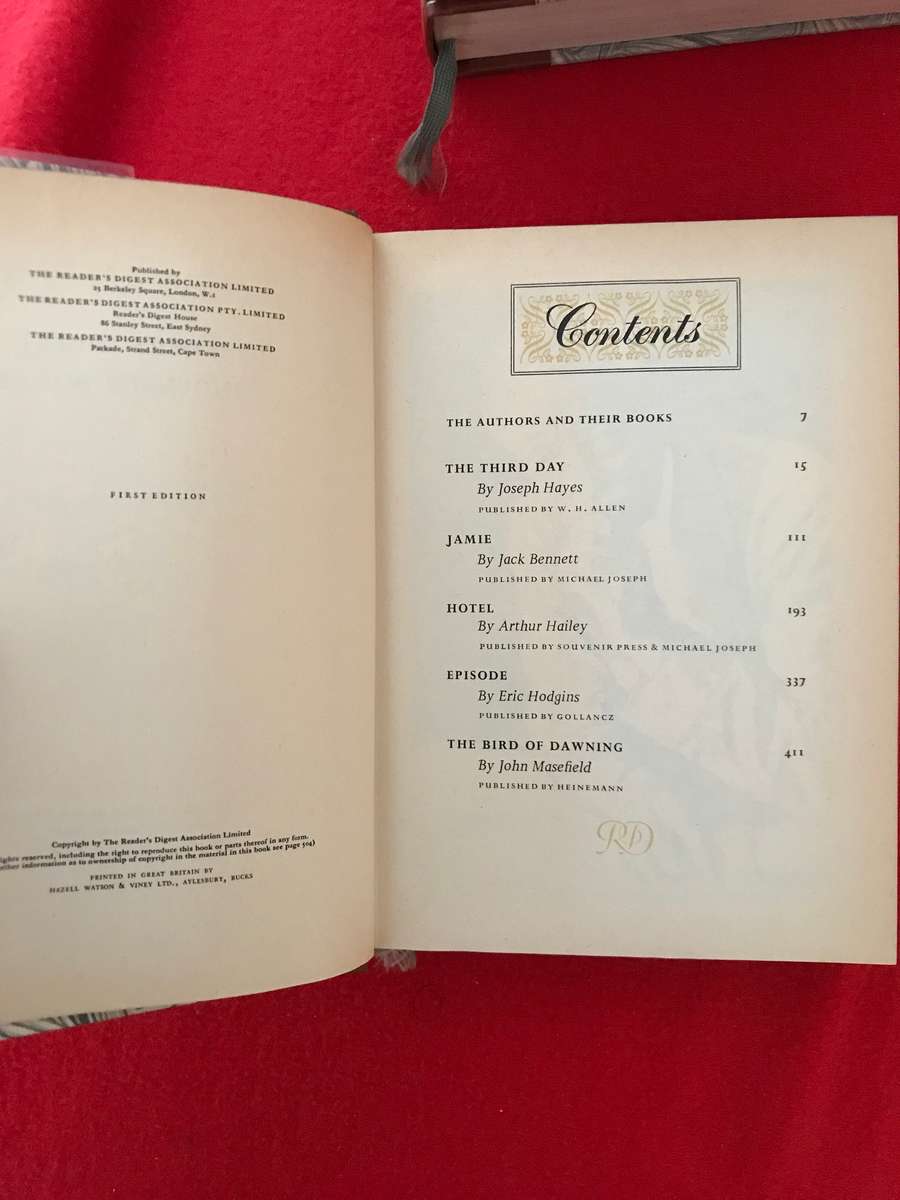 Published by
THE READER'S DIGEST ASSOCIATION LIMITED
25 Berkeley Square, London, W.1
THE READER'S DIGEST ASSOCIATION PTY. LIMITED
Reader's Digest House
86 Stanley Street, East Sydney
THE READER'S DIGEST ASSOCIATION LIMITED
Parkade, Strand Street, Cape Town
FIRST EDITION
Copyright by The Reader's Digest Association Limited
reserved, including the right to reproduce this book or parts thereof in any form.
other information as to ownership of copyright in the material in this book see page 504)
PRINTED IN GREAT BRITAIN BY
HAZELL WATSON & VINEY LTD., AYLESBURY, BUCKS
Contents
THE AUTHORS AND THEIR BOOKS 7
THE THIRD DAY 15
By Joseph Hayes
PUBLISHED BY W. H. ALLEN
JAMIE 111
By Jack Bennett
PUBLISHED BY MICHAEL JOSEPH
HOTEL 193
By Arthur Hailey
PUBLISHED BY SOUVENIR PRESS & MICHAEL JOSEPH
EPISODE 337
By Eric Hodgins
PUBLISHED BY GOLLANCZ
THE BIRD OF DAWNING 411
By John Masefield
PUBLISHED BY HEINEMANN
RD